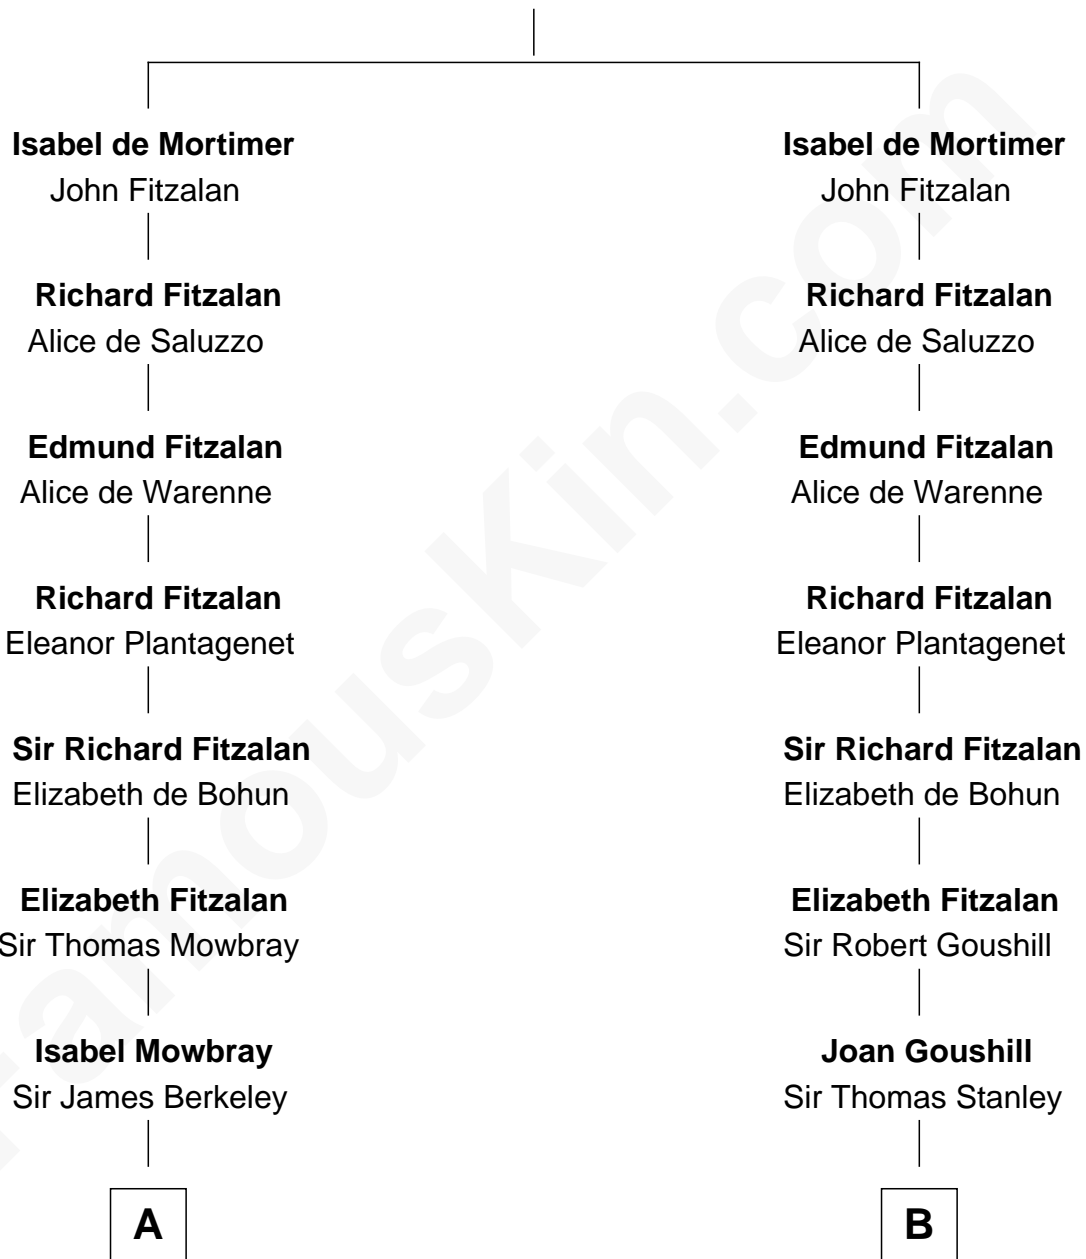 Isabel de Mortimer
John Fitzalan
Richard Fitzalan
Alice de Saluzzo
Edmund Fitzalan
Alice de Warenne
Richard Fitzalan
Eleanor Plantagenet
Sir Richard Fitzalan
Elizabeth de Bohun
Elizabeth Fitzalan
Sir Thomas Mowbray
Isabel Mowbray
Sir James Berkeley
A
Isabel de Mortimer
John Fitzalan
Richard Fitzalan
Alice de Saluzzo
Edmund Fitzalan
Alice de Warenne
Richard Fitzalan
Eleanor Plantagenet
Sir Richard Fitzalan
Elizabeth de Bohun
Elizabeth Fitzalan
Sir Robert Goushill
Joan Goushill
Sir Thomas Stanley
B
FamousKin.com